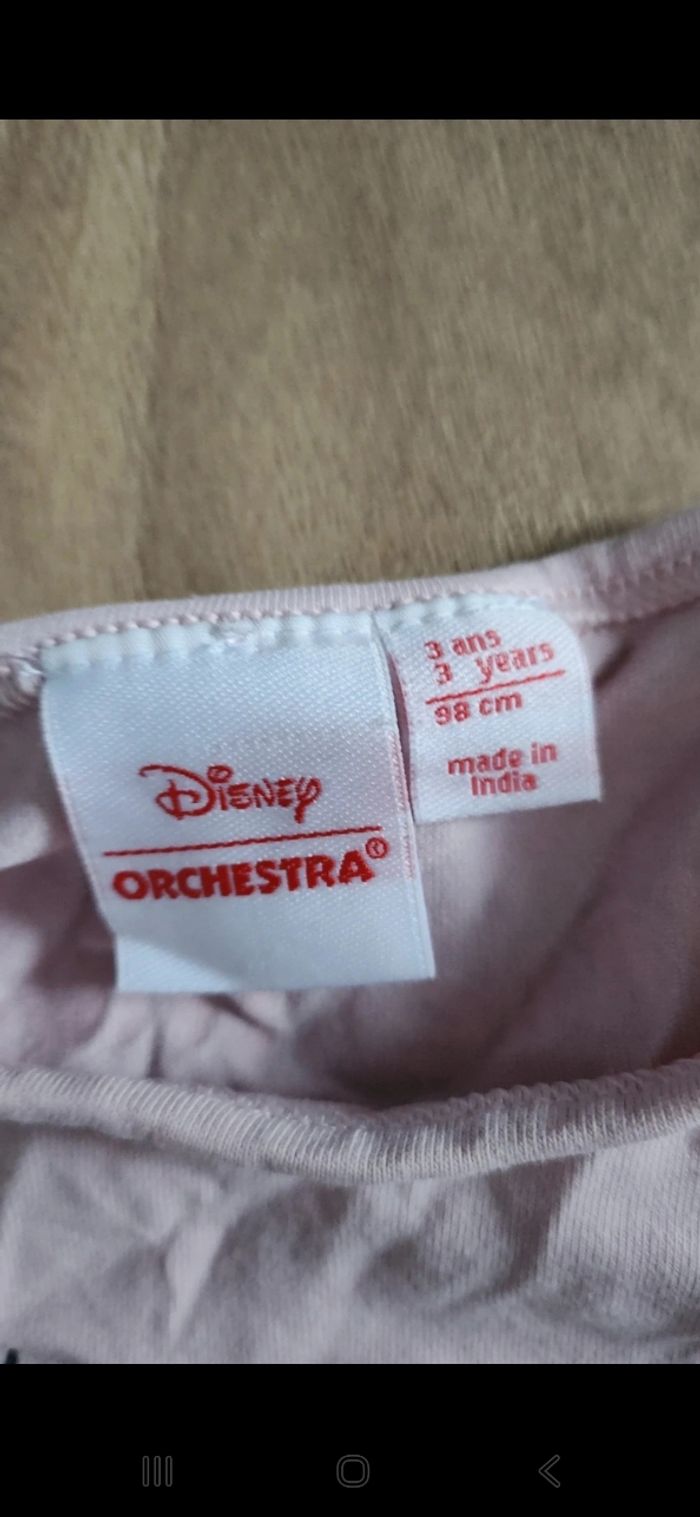 Disney
ORCHESTRA®
3 ans
3 years
98 cm
made in
India